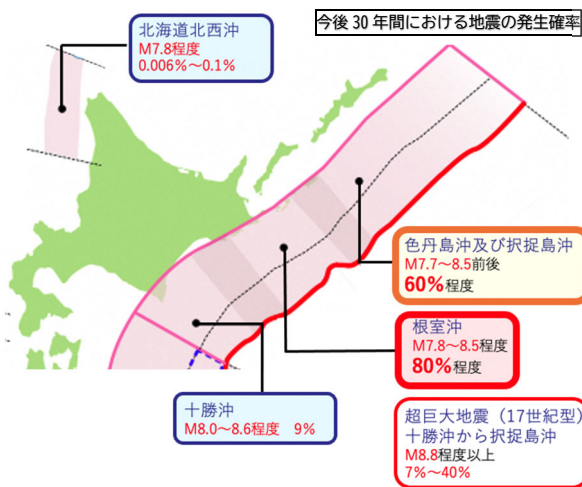 今後30年間における地震の発生確率
北海道北西沖
M7.8程度
0.006%～0.1%
色丹島沖及び択捉島沖
M7.7～8.5前後
60%程度
根室沖
M7.8～8.5程度
80%程度
十勝沖
M8.0～8.6程度 9%
超巨大地震（17世紀型）
十勝沖から択捉島沖
M8.8程度以上
7%～40%